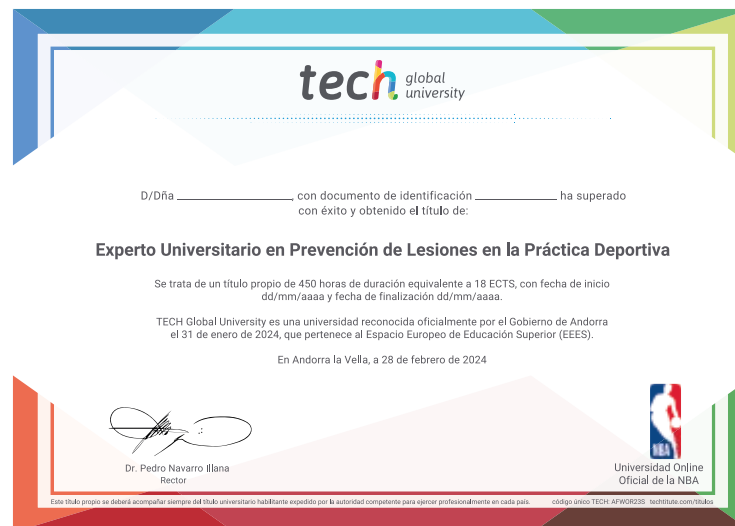 tech global
university
D/Dña ____________, con documento de identificación ____________ ha superado
con éxito y obtenido el título de:
Experto Universitario en Prevención de Lesiones en la Práctica Deportiva
Se trata de un título propio de 450 horas de duración equivalente a 18 ECTS, con fecha de inicio
dd/mm/aaaa y fecha de finalización dd/mm/aaaa.
TECH Global University es una universidad reconocida oficialmente por el Gobierno de Andorra
el 31 de enero de 2024, que pertenece al Espacio Europeo de Educación Superior (EEES).
En Andorra la Vella, a 28 de febrero de 2024
NBA
Dr. Pedro Navarro Illana
Rector
Universidad Online
Oficial de la NBA
Este título propio se deberá acompañar siempre del título universitario habilitante expedido por la autoridad competente para ejercer profesionalmente en cada país. código único TECH: AFWOR23S techtitute.com/titulos